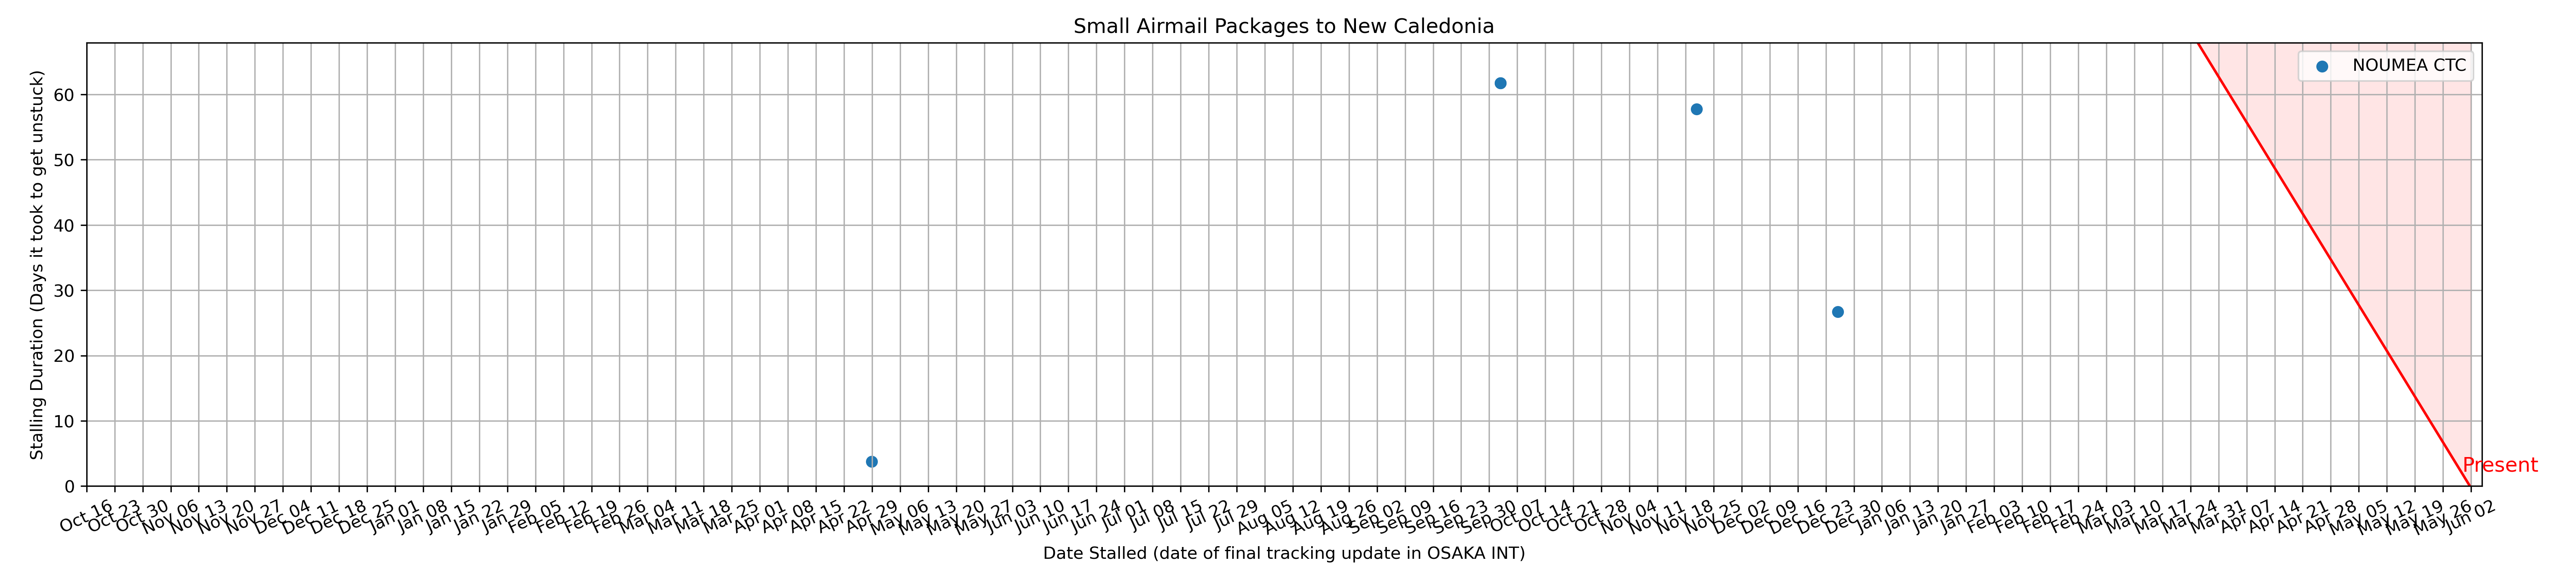 Small Airmail Packages to New Caledonia
Stalling Duration (Days it took to get unstuck)
60
50
40
30
20
10
0
NOUMEA CTC
Present
Oct 16
Oct 23
Oct 30
Nov 06
Nov 13
Nov 20
Nov 27
Dec 04
Dec 11
Dec 18
Dec 25
Jan 01
Jan 08
Jan 15
Jan 22
Jan 29
Feb 05
Feb 12
Feb 19
Feb 26
Mar 04
Mar 11
Mar 18
Mar 25
Apr 01
Apr 08
Apr 15
Apr 22
Apr 29
May 06
May 13
May 20
May 27
Jun 03
Jun 10
Jun 17
Jun 24
Jul 01
Jul 08
Jul 15
Jul 22
Jul 29
Aug 05
Aug 12
Aug 19
Aug 26
Sep 02
Sep 09
Sep 16
Sep 23
Sep 30
Oct 07
Oct 14
Oct 21
Oct 28
Nov 04
Nov 11
Nov 18
Nov 25
Dec 02
Dec 09
Dec 16
Dec 23
Dec 30
Jan 06
Jan 13
Jan 20
Jan 27
Feb 03
Feb 10
Feb 17
Feb 24
Mar 03
Mar 10
Mar 17
Mar 24
Mar 31
Apr 07
Apr 14
Apr 21
Apr 28
May 05
May 12
May 19
May 26
Jun 02
Date Stalled (date of final tracking update in OSAKA INT)